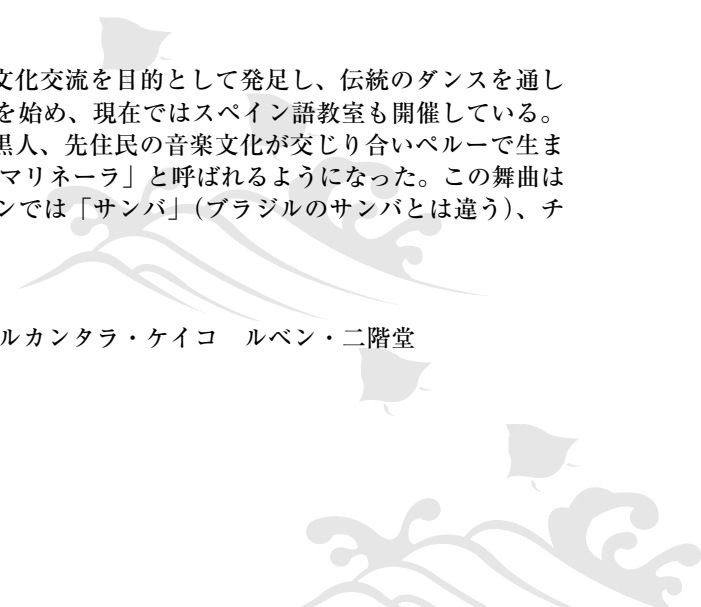 文化交流を目的として発足し、伝統のダンスを通し
を始め、現在ではスペイン語教室も開催している。
黒人、先住民の音楽文化が交じり合いペルーで生ま
マリネーラ」と呼ばれるようになった。この舞曲は
ンでは「サンバ」(ブラジルのサンバとは違う)、チ
ルカンタラ・ケイコ　ルベン・二階堂